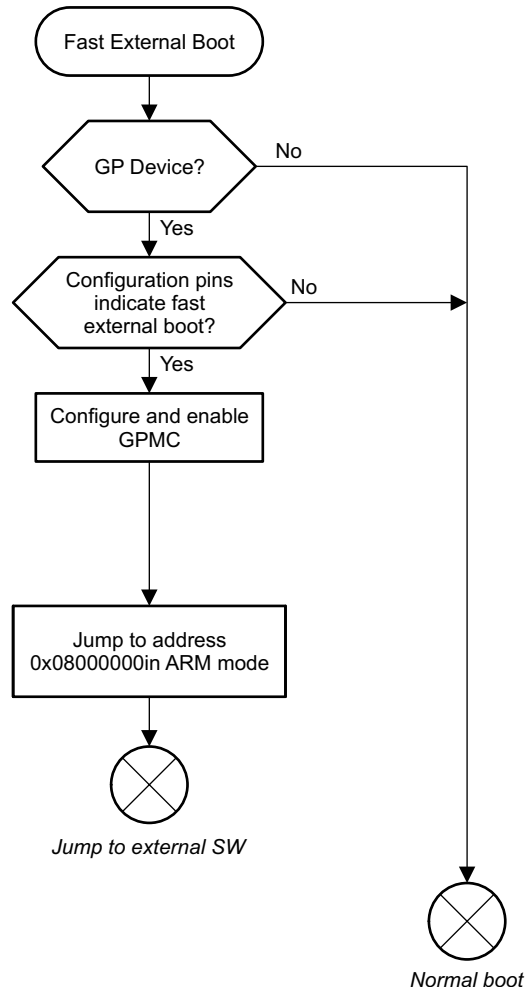 Fast External Boot
GP Device?
No
Yes
Configuration pins
indicate fast
external boot?
No
Yes
Configure and enable
GPMC
Jump to address
0x08000000in ARM mode
Jump to external SW
Normal boot